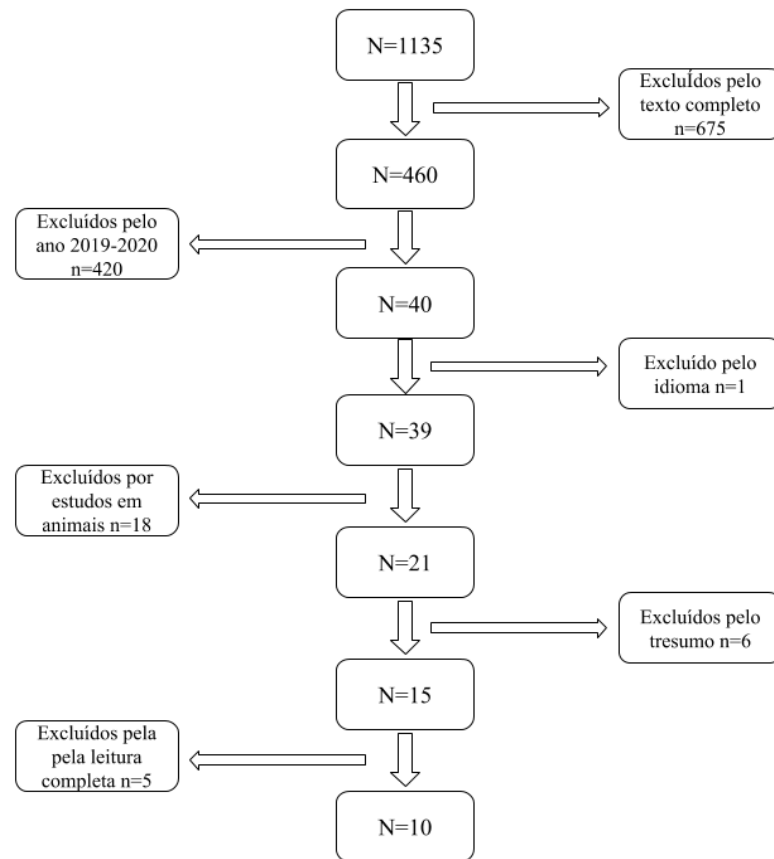 N=1135
ExcluÍdos pelo
texto completo
n=675
N=460
Excluídos pelo
ano 2019-2020
n=420
N=40
Excluído pelo
idioma n=1
N=39
Excluídos por
estudos em
animais n=18
N=21
Excluídos pelo
tresumo n=6
N=15
Excluídos pela
pela leitura
completa n=5
N=10